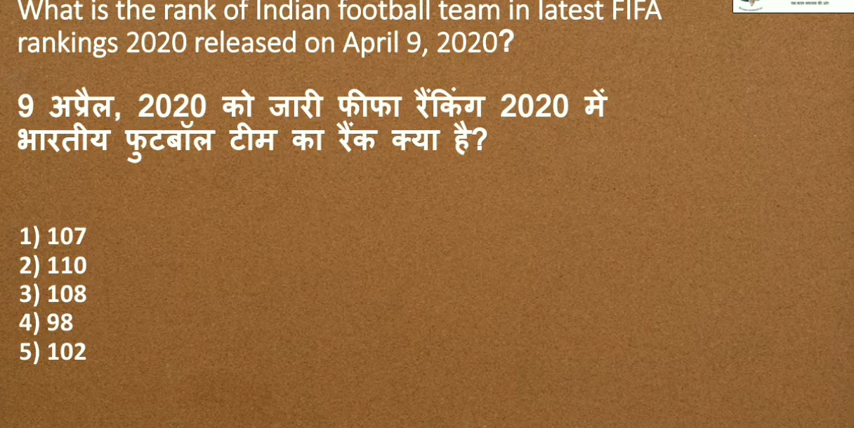 What is the rank of Indian football team in latest FIFA
rankings 2020 released on April 9, 2020?
9 अप्रैल, 2020 को जारी फीफा रैंकिंग 2020 में
भारतीय फुटबॉल टीम का रैंक क्या है?
1) 107
2) 110
3) 108
4) 98
5) 102